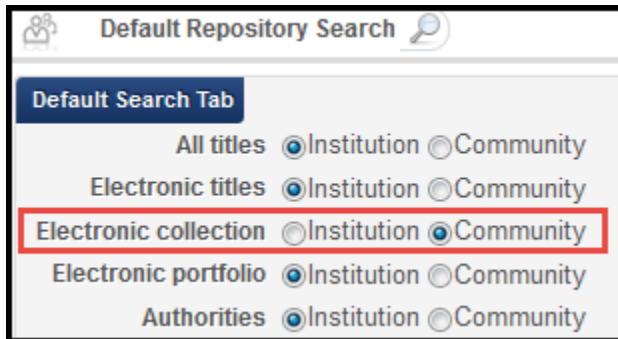 Default Repository Search
Default Search Tab
All titles Institution Community
Electronic titles Institution Community
Electronic collection Institution Community
Electronic portfolio Institution Community
Authorities Institution Community